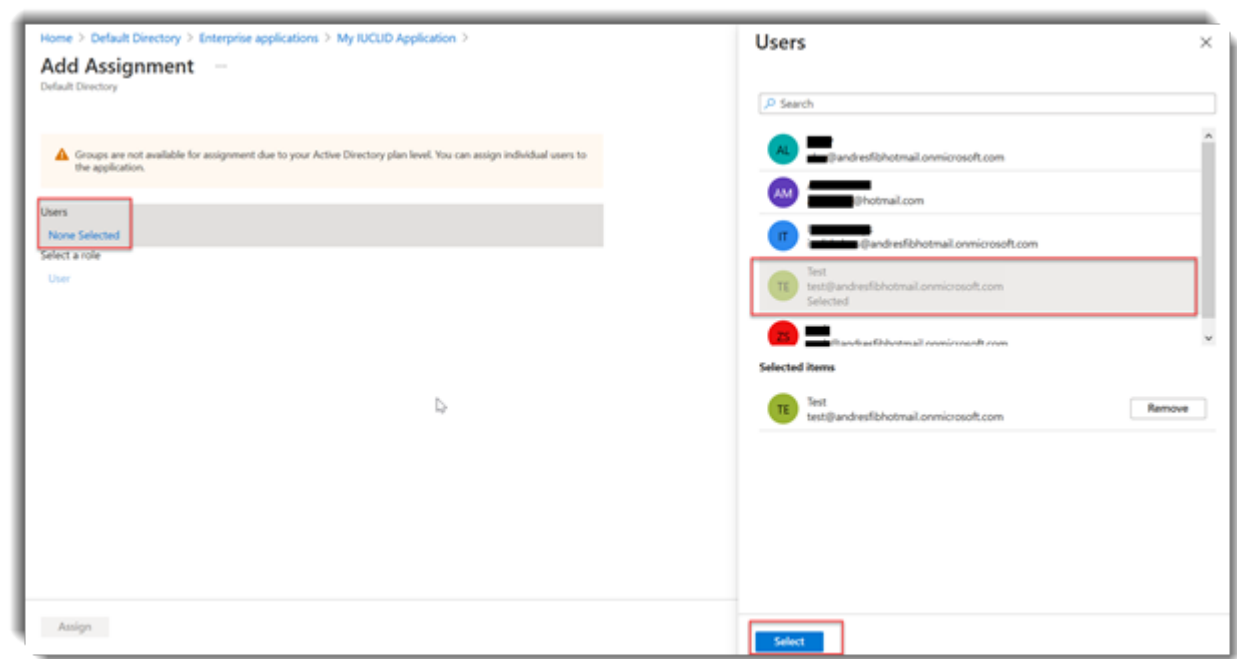 Home > Default Directory > Enterprise applications > My IUCLID Application >
Add Assignment ...
Default Directory
Groups are not available for assignment due to your Active Directory plan level. You can assign individual users to
the application.
Users
None Selected
Select a role
User
Assign
Users
Search
AL
@andresfibhotmail.onmicrosoft.com
AM
@hotmail.com
IT
@andresfibhotmail.onmicrosoft.com
TE
Test
test@andresfibhotmail.onmicrosoft.com
Selected
ZS
@andresfibhotmail.onmicrosoft.com
Selected items
TE
Test
test@andresfibhotmail.onmicrosoft.com
Remove
Select